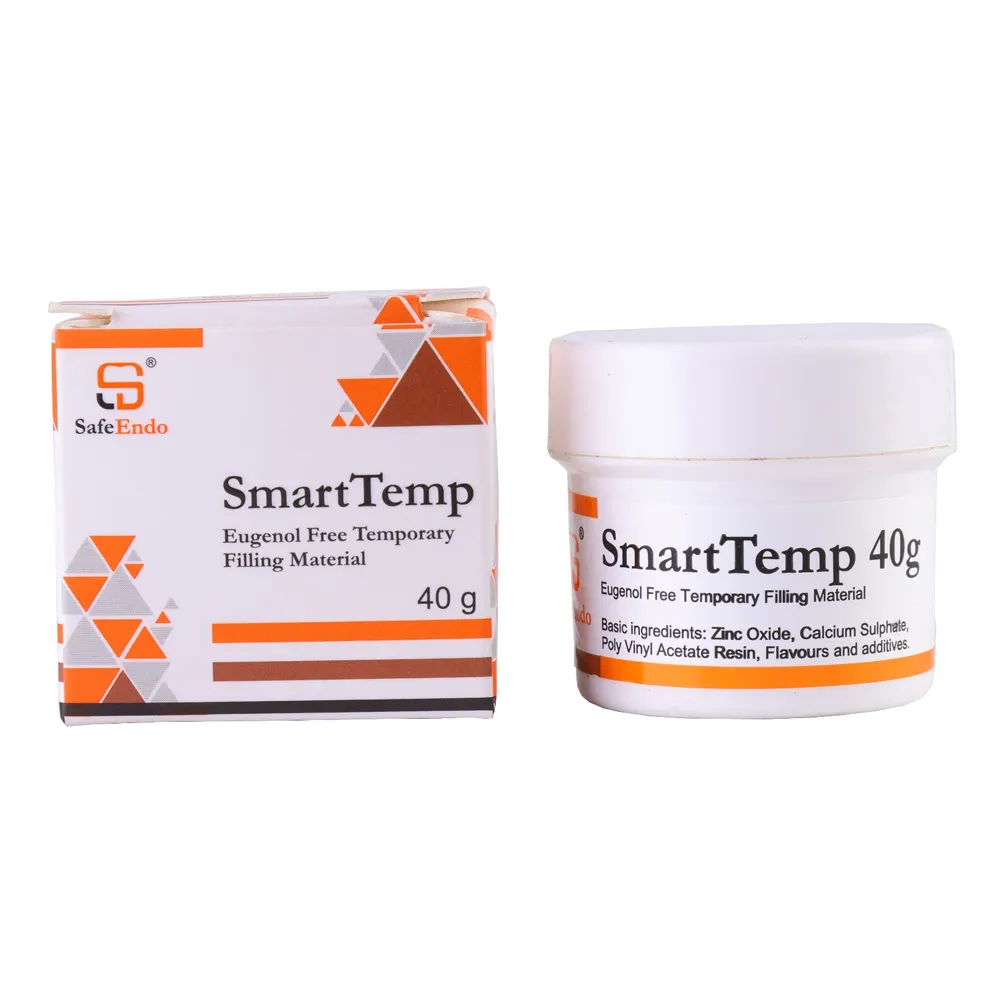 ®
SafeEndo
SmartTemp
Eugenol Free Temporary
Filling Material
40 g
®
SmartTemp 40g
Eugenol Free Temporary Filling Material
ndo
Basic ingredients: Zinc Oxide, Calcium Sulphate,
Poly Vinyl Acetate Resin, Flavours and additives.